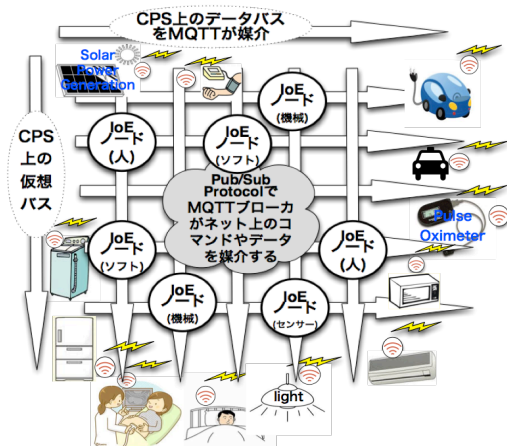 CPS上のデータバス
をMQTTが媒介
Solar
Power
Generation
CPS
上の
仮想
バス
IoE
ノード
(機械)
IoE
ノード
(人)
IoE
ノード
(ソフト)
Pub/Sub
Protocolで
MQTTブローカ
がネット上のコ
マンドやデータ
を媒介する
Pulse
Oximeter
IoE
ノード
(ソフト)
IoE
ノード
(人)
IoE
ノード
(機械)
IoE
ノード
(センサー)
light